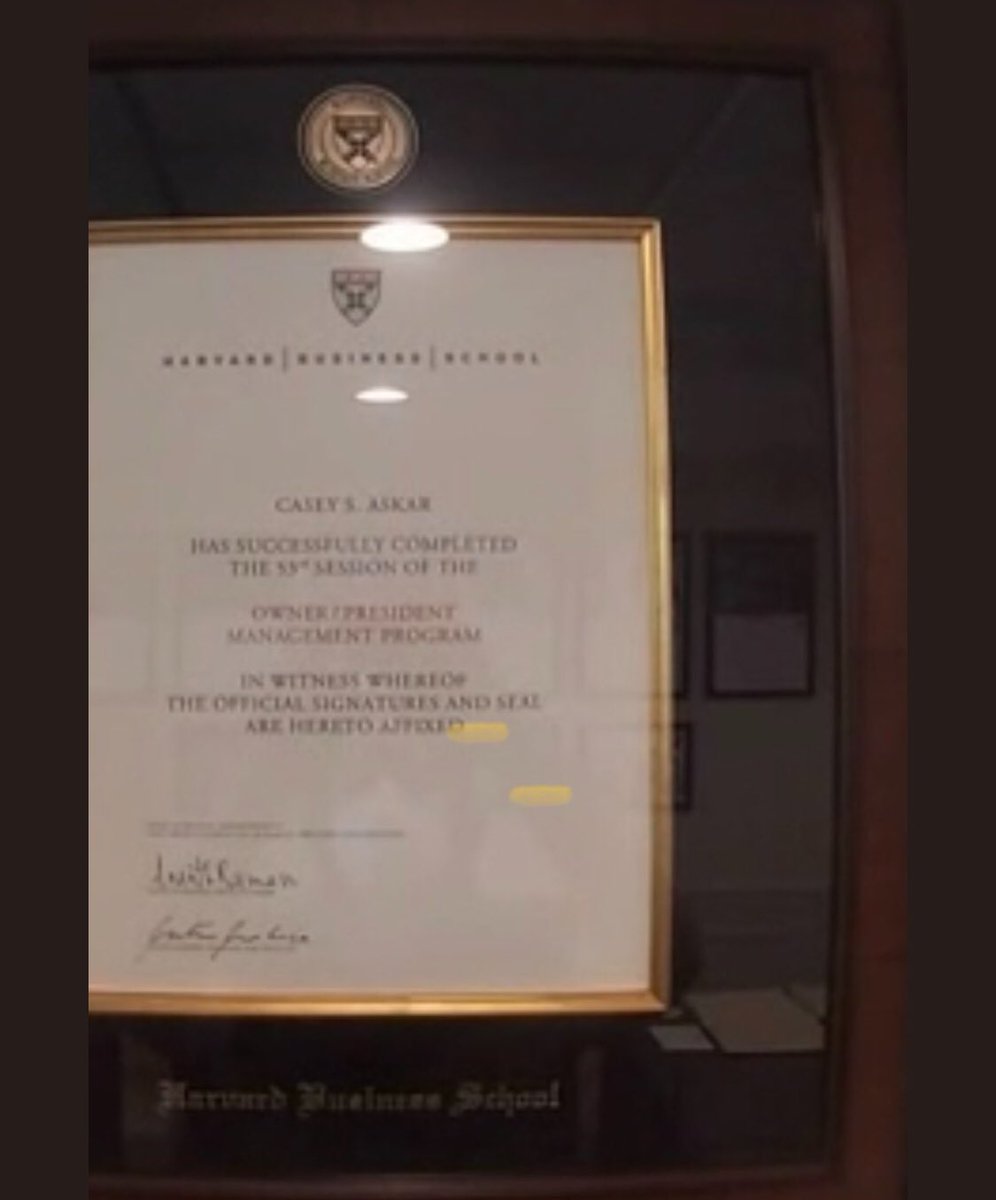 HARVARD | BUSINESS | SCHOOL
CASEY S. ASKAR
HAS SUCCESSFULLY COMPLETED
THE 53rd SESSION OF THE
OWNER / PRESIDENT
MANAGEMENT PROGRAM
IN WITNESS WHEREOF
THE OFFICIAL SIGNATURES AND SEAL
ARE HERETO AFFIXED
Harvard Business School